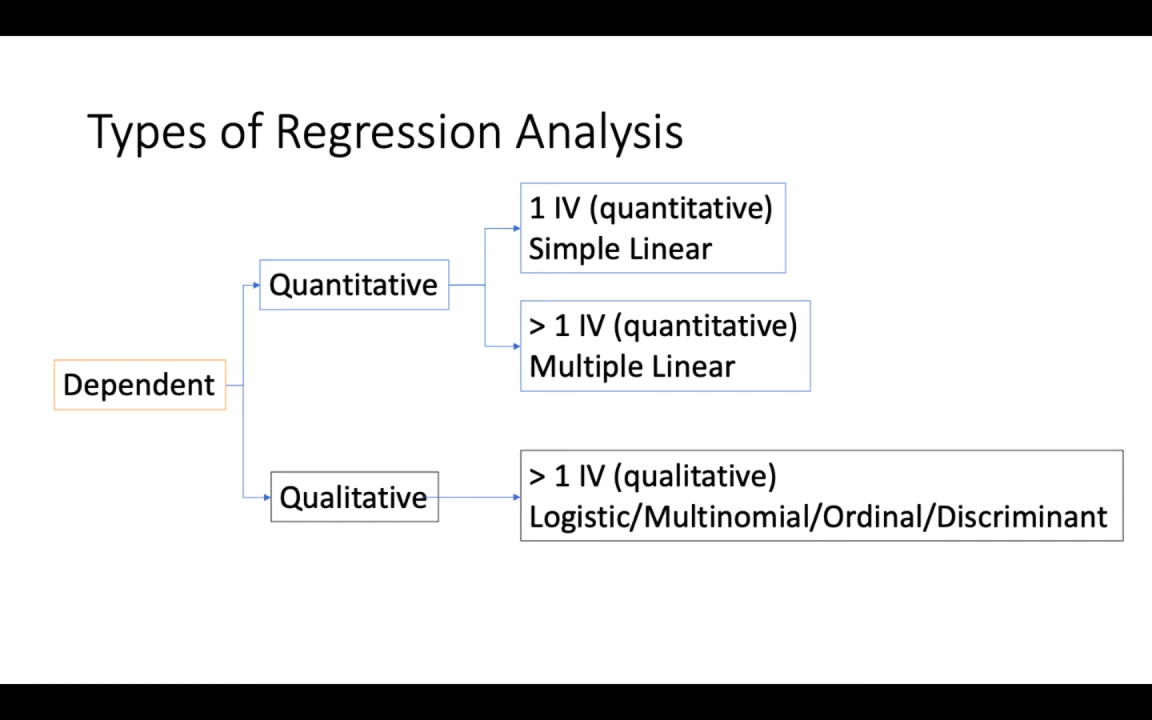 Types of Regression Analysis
1 IV (quantitative)
Simple Linear
Quantitative
> 1 IV (quantitative)
Multiple Linear
Dependent
> 1 IV (qualitative)
Qualitative
Logistic/Multinomial/Ordinal/Discriminant